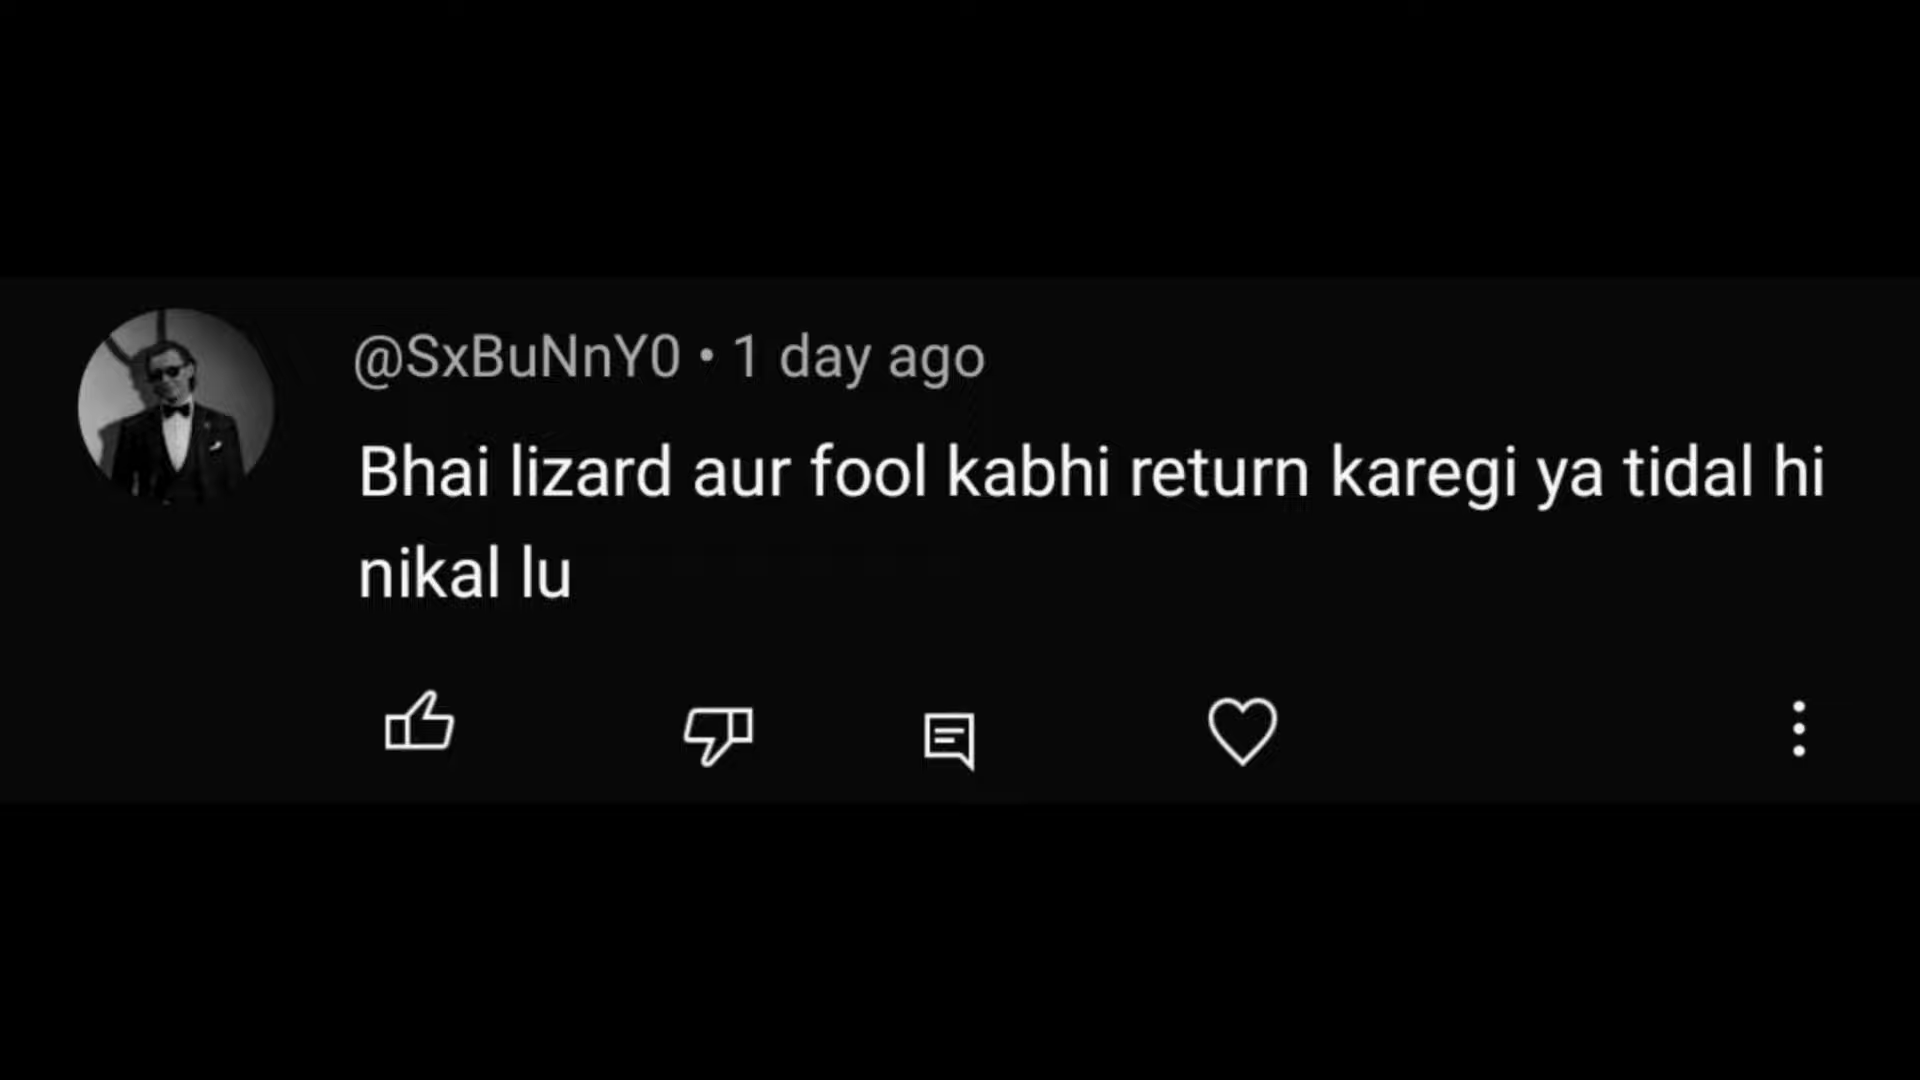 @SxBuNnY0 • 1 day ago
Bhai lizard aur fool kabhi return karegi ya tidal hi
nikal lu